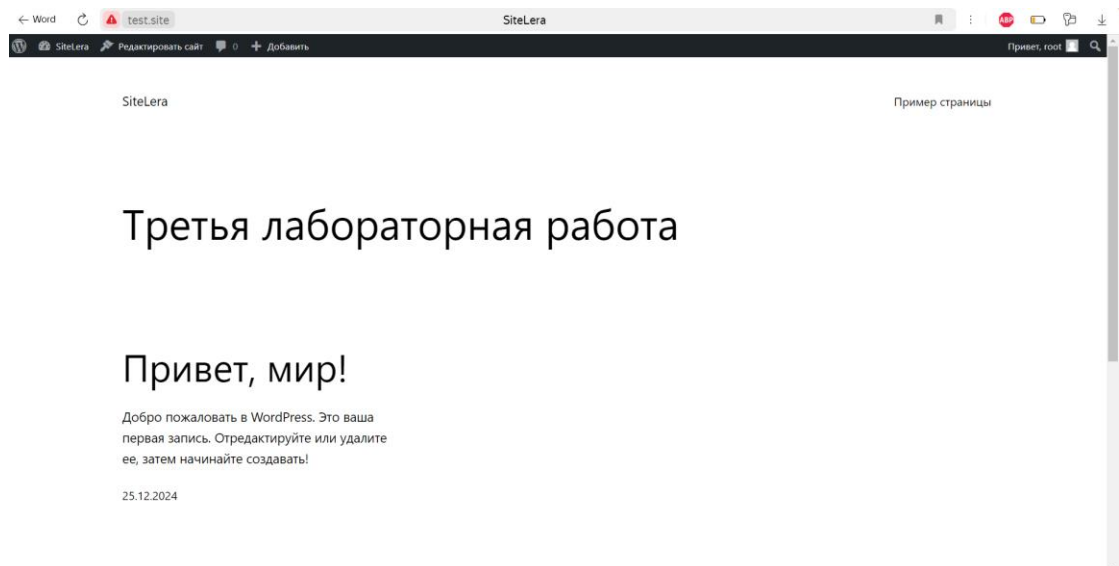 Word
test.site
SiteLera
ABP
SiteLera Редактировать сайт 0 Добавить
Привет, root
SiteLera
Пример страницы
Третья лабораторная работа
Привет, мир!
Добро пожаловать в WordPress. Это ваша
первая запись. Отредактируйте или удалите
ее, затем начинайте создавать!
25.12.2024